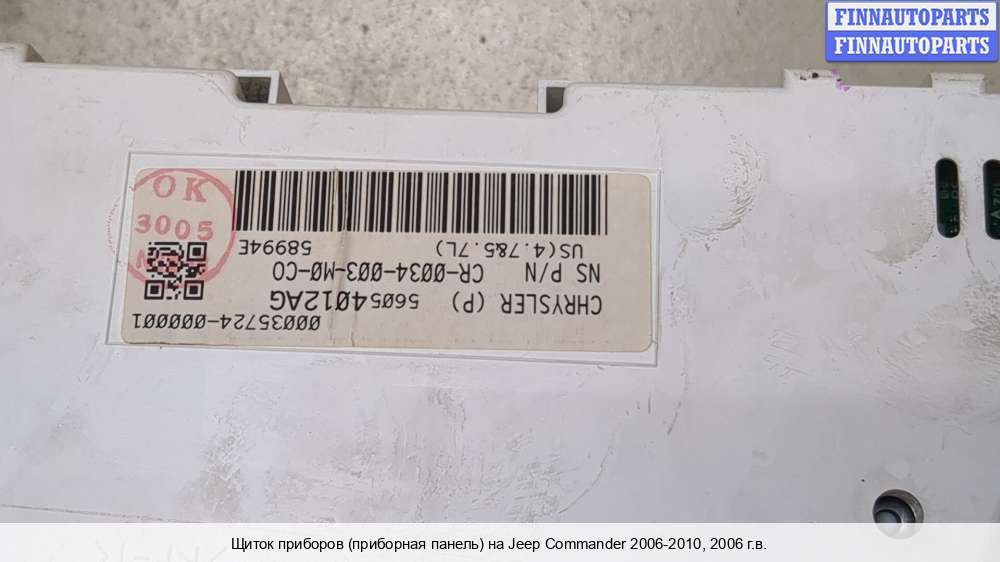 FINNAUTOPARTS
FINNAUTOPARTS
00035724-000001
CHRYSLER (P) 56054012AG
NS P/N CR-0034-003-M0-CO
US(4.7&5.7L) 58994E
OK
3005
Щиток приборов (приборная панель) на Jeep Commander 2006-2010, 2006 г.в.